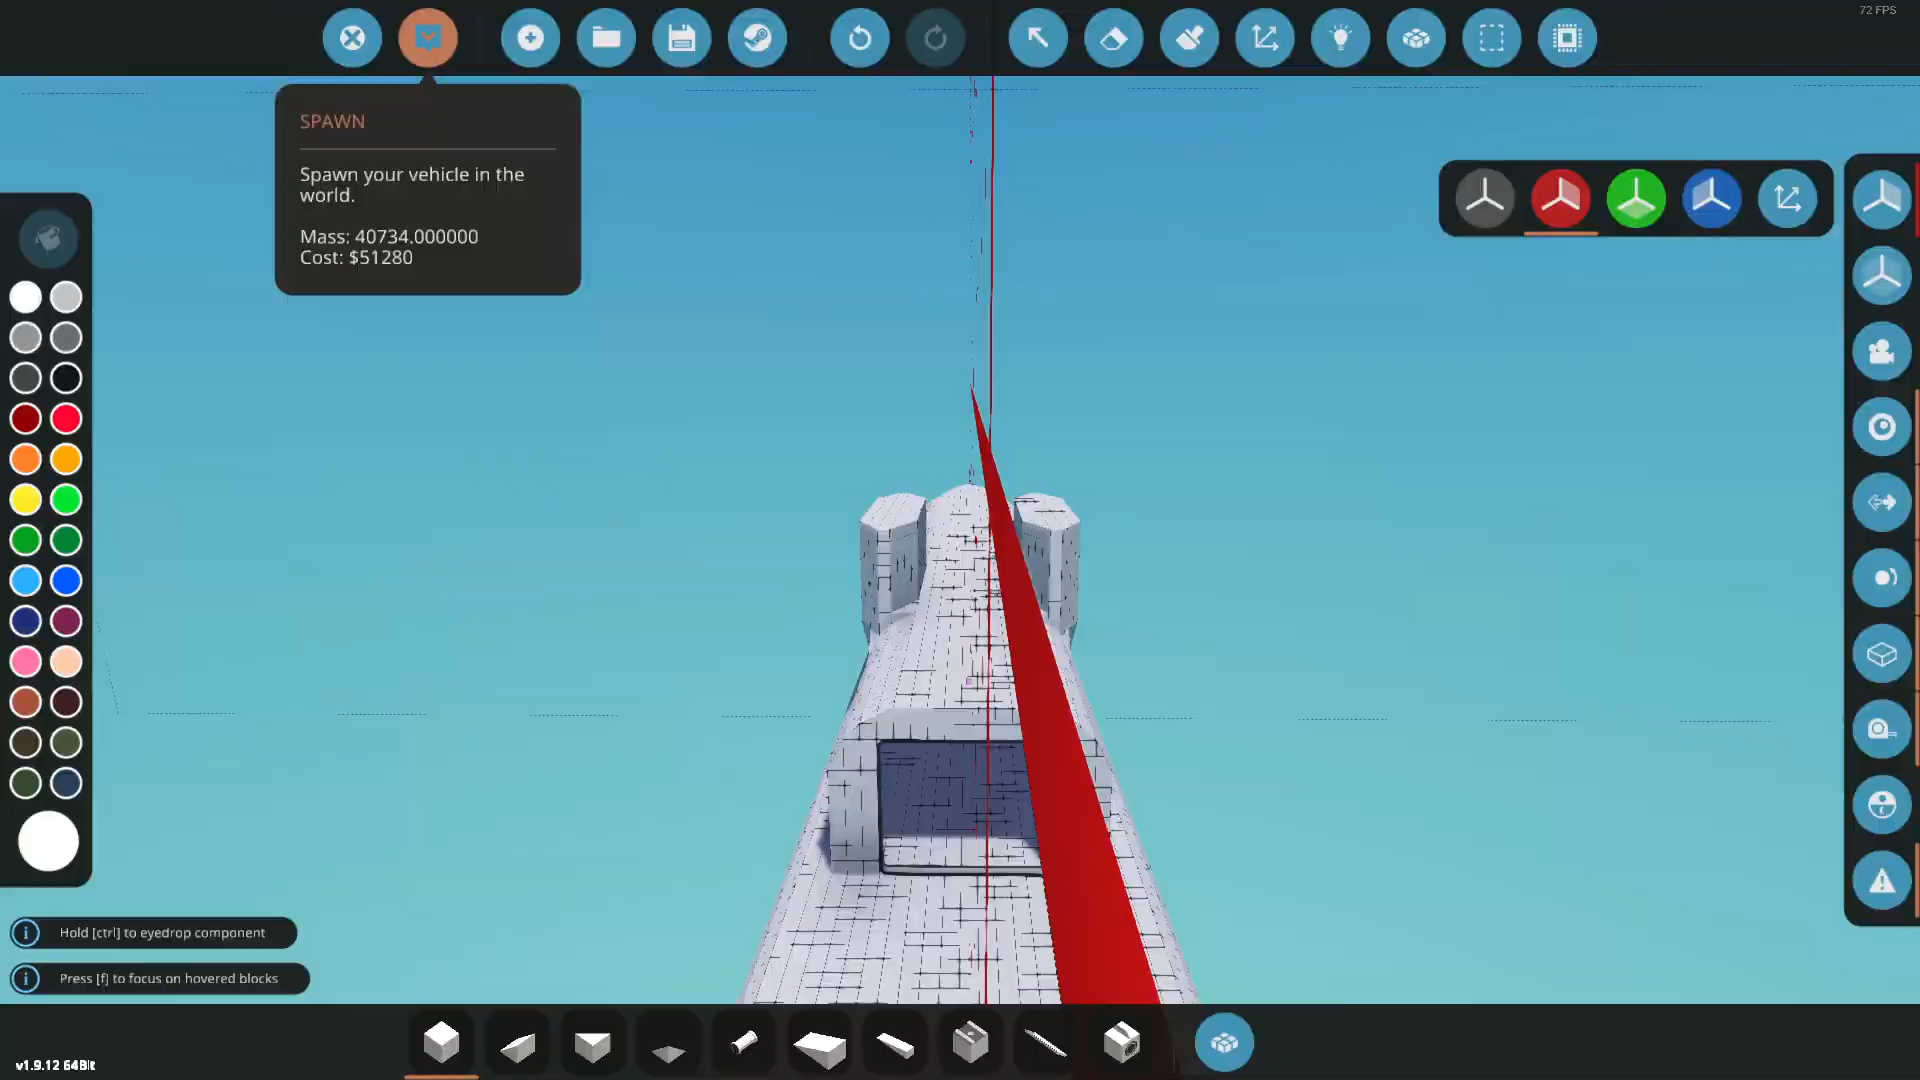 72 FPS
SPAWN
Spawn your vehicle in the
world.
Mass: 40734.000000
Cost: $51280
Hold [ctrl] to eyedrop component
Press [f] to focus on hovered blocks
v1.9.12 64Bit